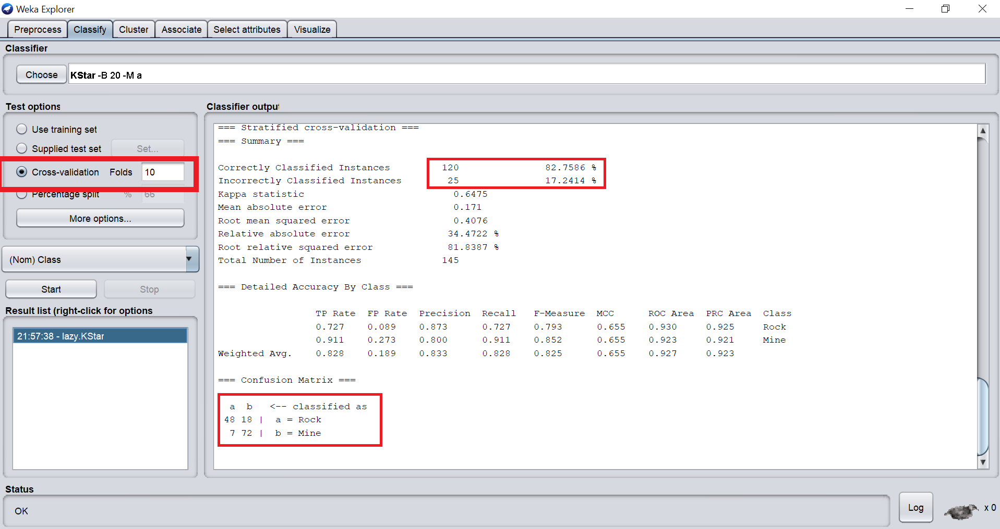 Weka Explorer
Preprocess Classify Cluster Associate Select attributes Visualize
Classifier
Choose KStar -B 20 -M a
Test options
Use training set
Supplied test set Set...
Cross-validation Folds 10
Percentage split % 66
More options...
(Nom) Class
Start Stop
Result list (right-click for options
21:57:38 - lazy.KStar
Classifier output
=== Stratified cross-validation ===
=== Summary ===
Correctly Classified Instances 120 82.7586 %
Incorrectly Classified Instances 25 17.2414 %
Kappa statistic 0.6475
Mean absolute error 0.171
Root mean squared error 0.4076
Relative absolute error 34.4722 %
Root relative squared error 81.8387 %
Total Number of Instances 145
=== Detailed Accuracy By Class ===
TP Rate FP Rate Precision Recall F-Measure MCC ROC Area PRC Area Class
0.727 0.089 0.873 0.727 0.793 0.655 0.930 0.925 Rock
0.911 0.273 0.800 0.911 0.852 0.655 0.923 0.921 Mine
Weighted Avg. 0.828 0.189 0.833 0.828 0.825 0.655 0.927 0.923
=== Confusion Matrix ===
a b <-- classified as
48 18 | a = Rock
7 72 | b = Mine
Status
OK
Log x 0